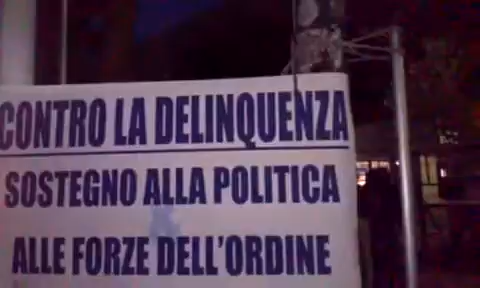 CONTRO LA DELINQUENZA
SOSTEGNO ALLA POLITICA
ALLE FORZE DELL'ORDINE